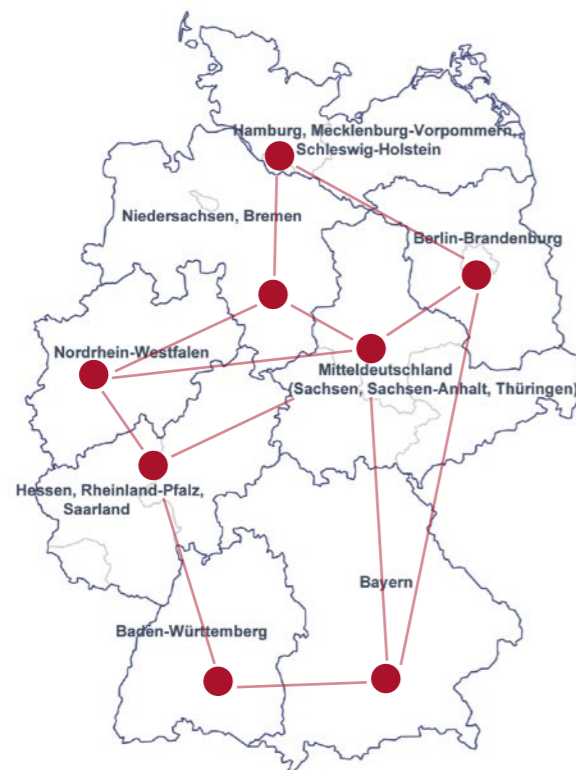 Hamburg, Mecklenburg-Vorpommern,
Schleswig-Holstein
Niedersachsen, Bremen
Berlin-Brandenburg
Nordrhein-Westfalen
Mitteldeutschland
(Sachsen, Sachsen-Anhalt, Thüringen)
Hessen, Rheinland-Pfalz,
Saarland
Bayern
Baden-Württemberg